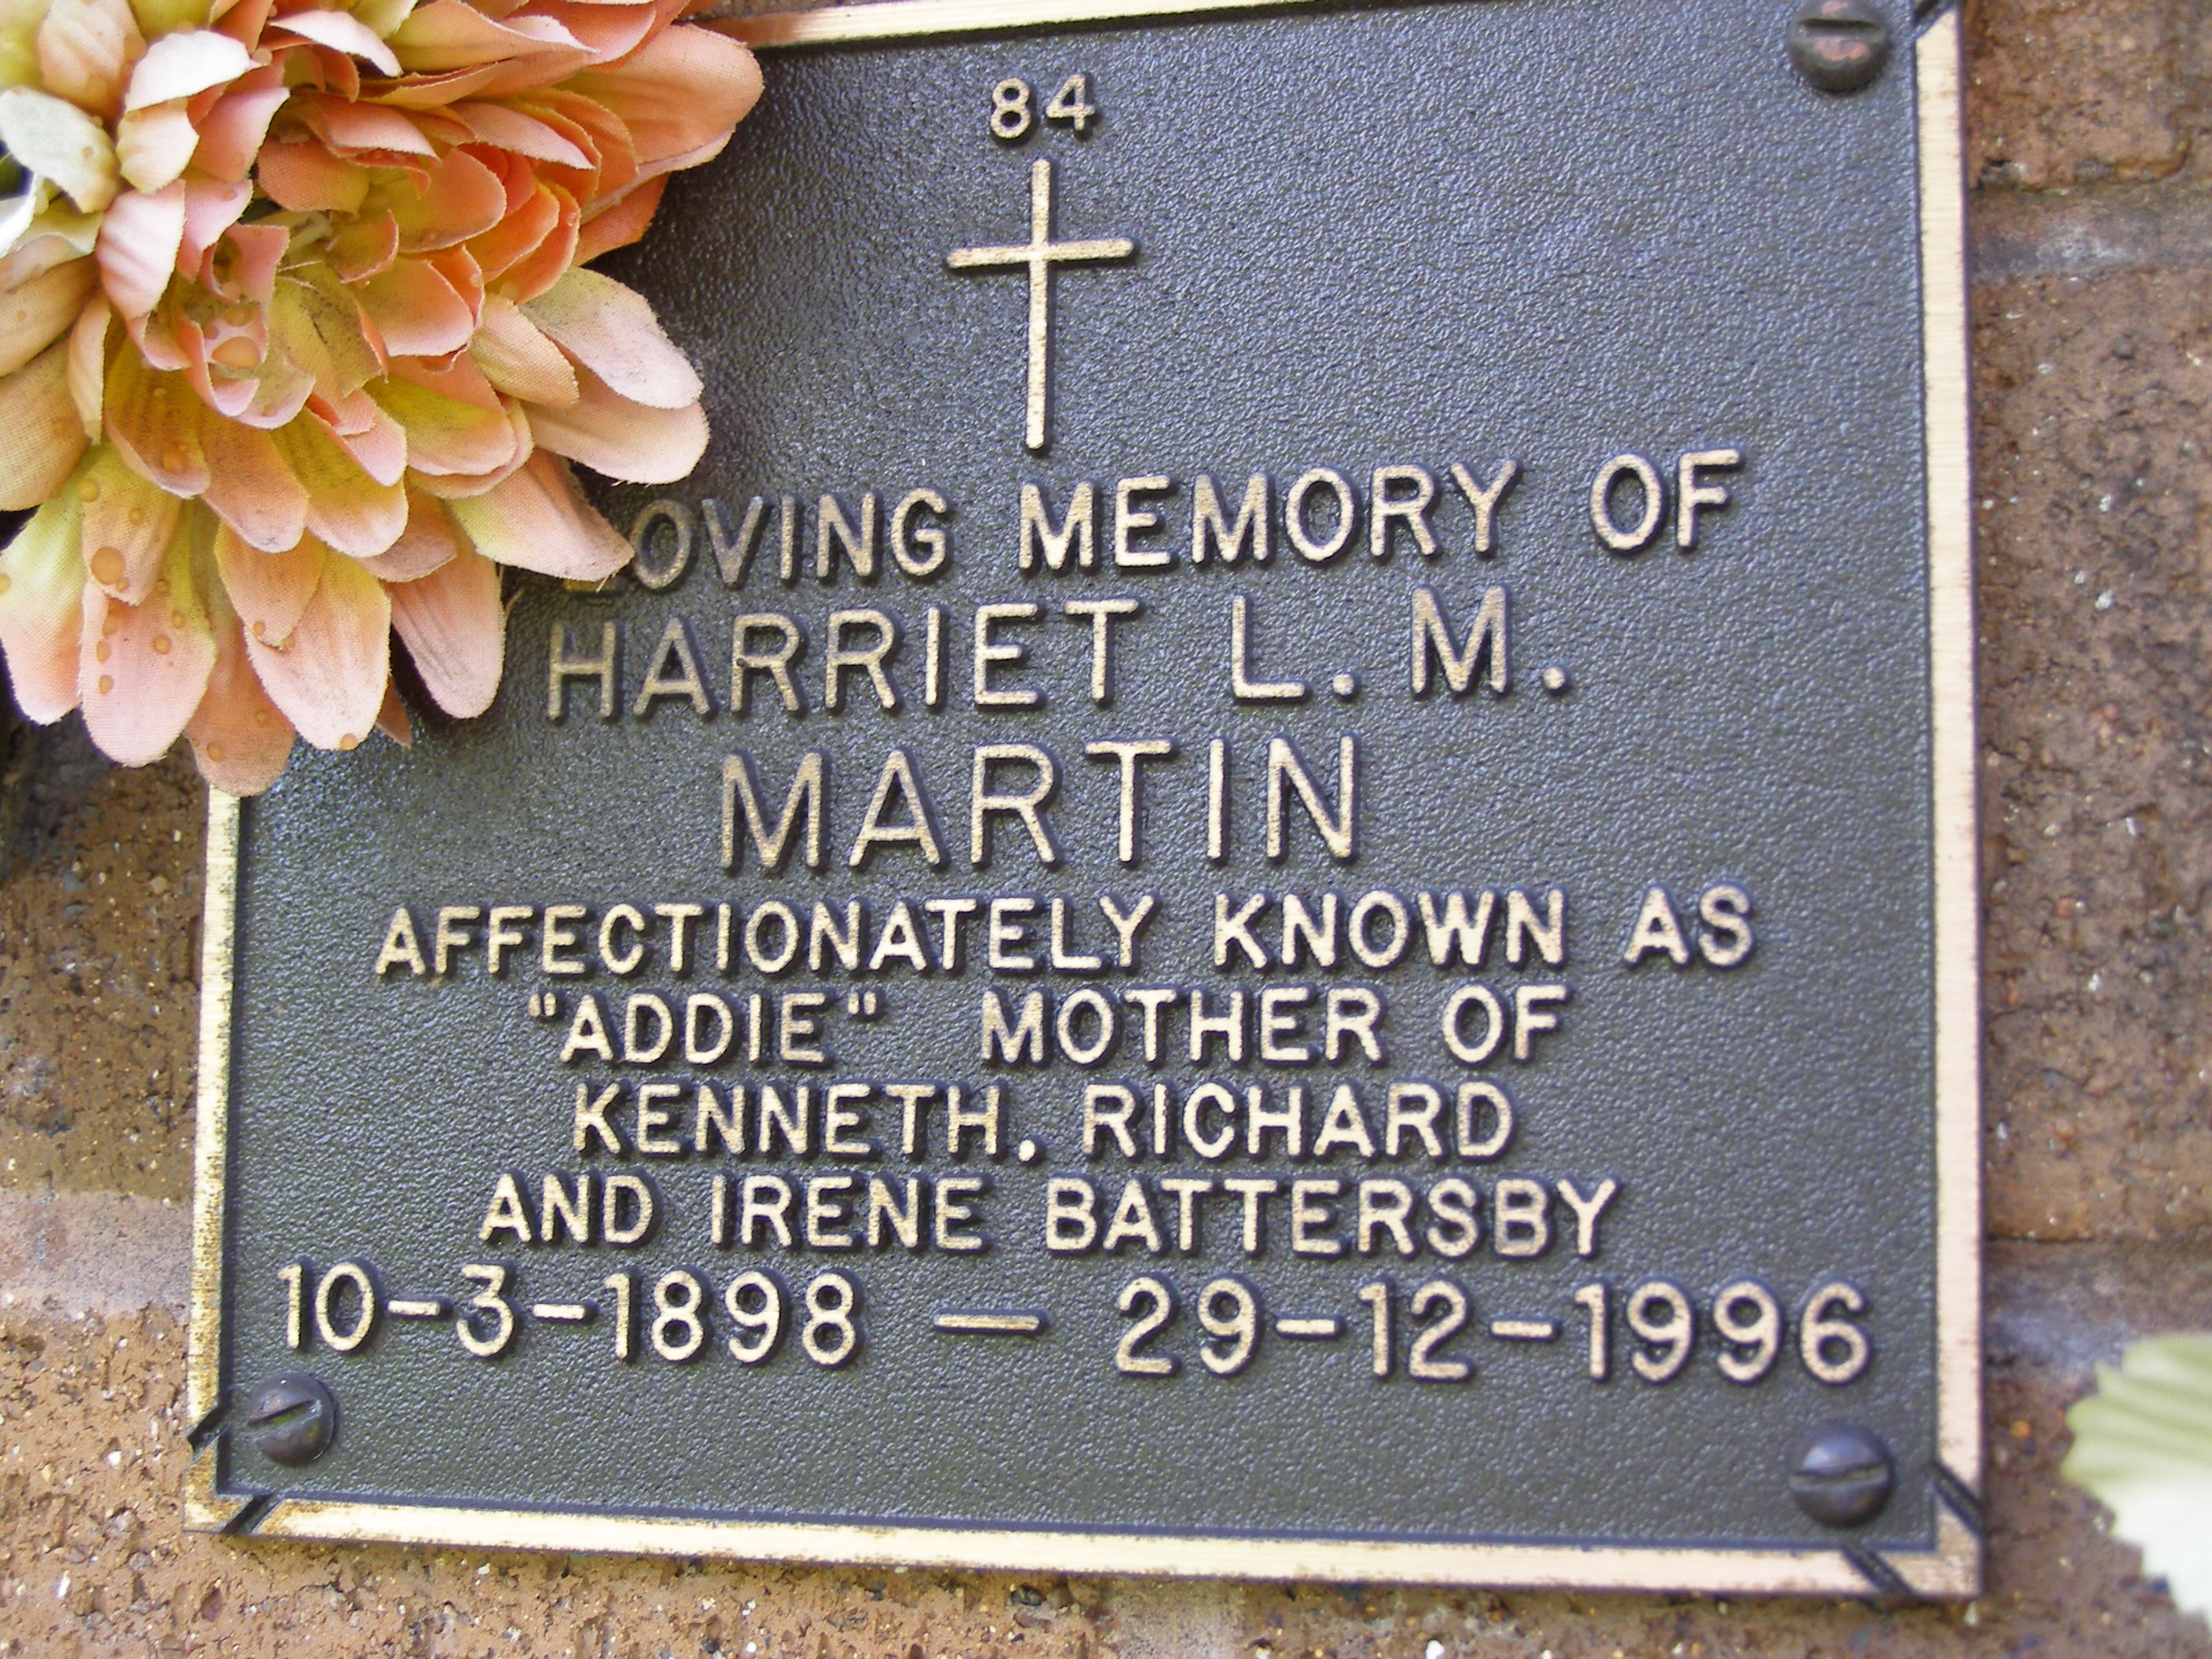 84
LOVING MEMORY OF
HARRIET L. M.
MARTIN
AFFECTIONATELY KNOWN AS
"ADDIE" MOTHER OF
KENNETH, RICHARD
AND IRENE BATTERSBY
10-3-1898 — 29-12-1996